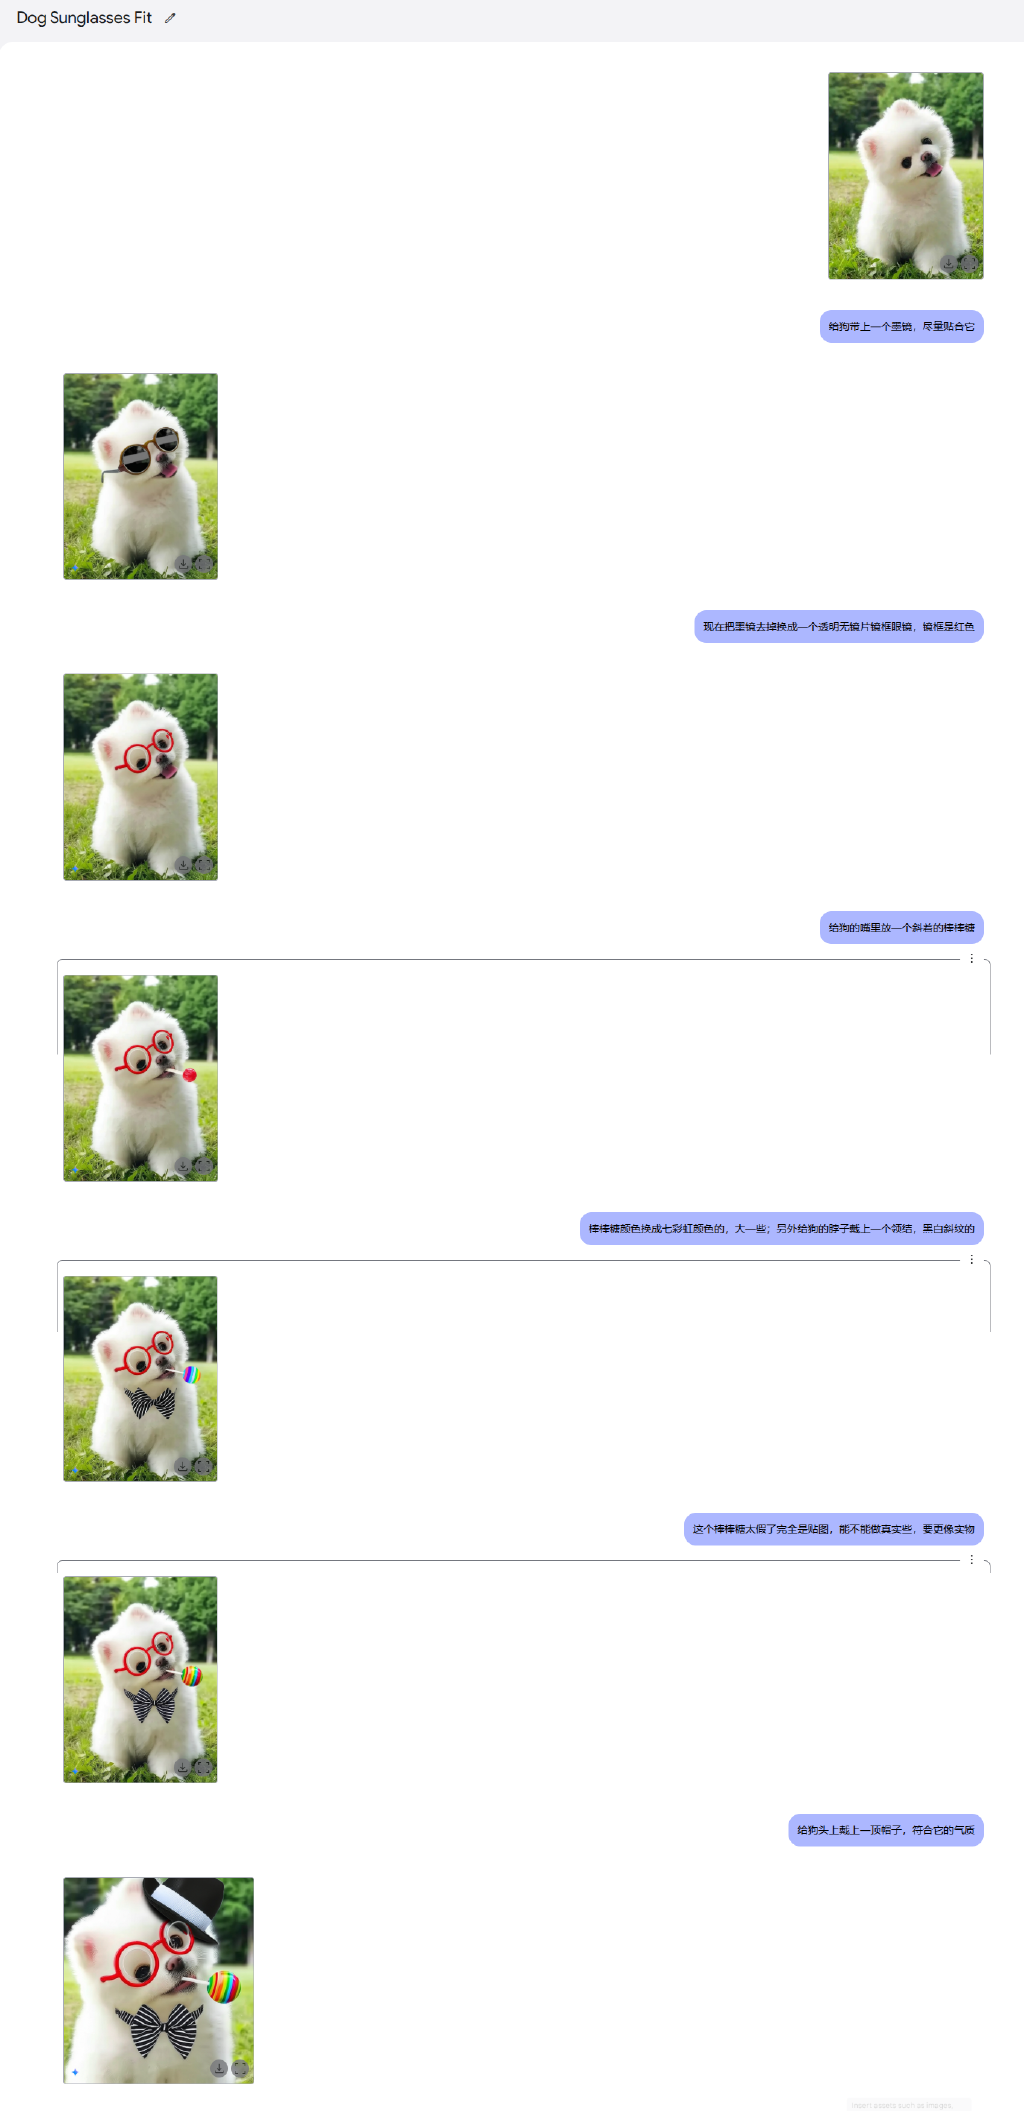 Dog Sunglasses Fit
给狗带上一个墨镜，尽量贴合它
现在把墨镜去掉换成一个透明无镜片镜框眼镜，镜框是红色
给狗的嘴里放一个斜着的棒棒糖
棒棒糖颜色换成七彩虹颜色的，大一些；另外给狗的脖子戴上一个领结，黑白斜纹的
这个棒棒糖太假了完全是贴图，能不能做真实些，要更像实物
给狗头上戴上一顶帽子，符合它的气质
Insert assets such as images,